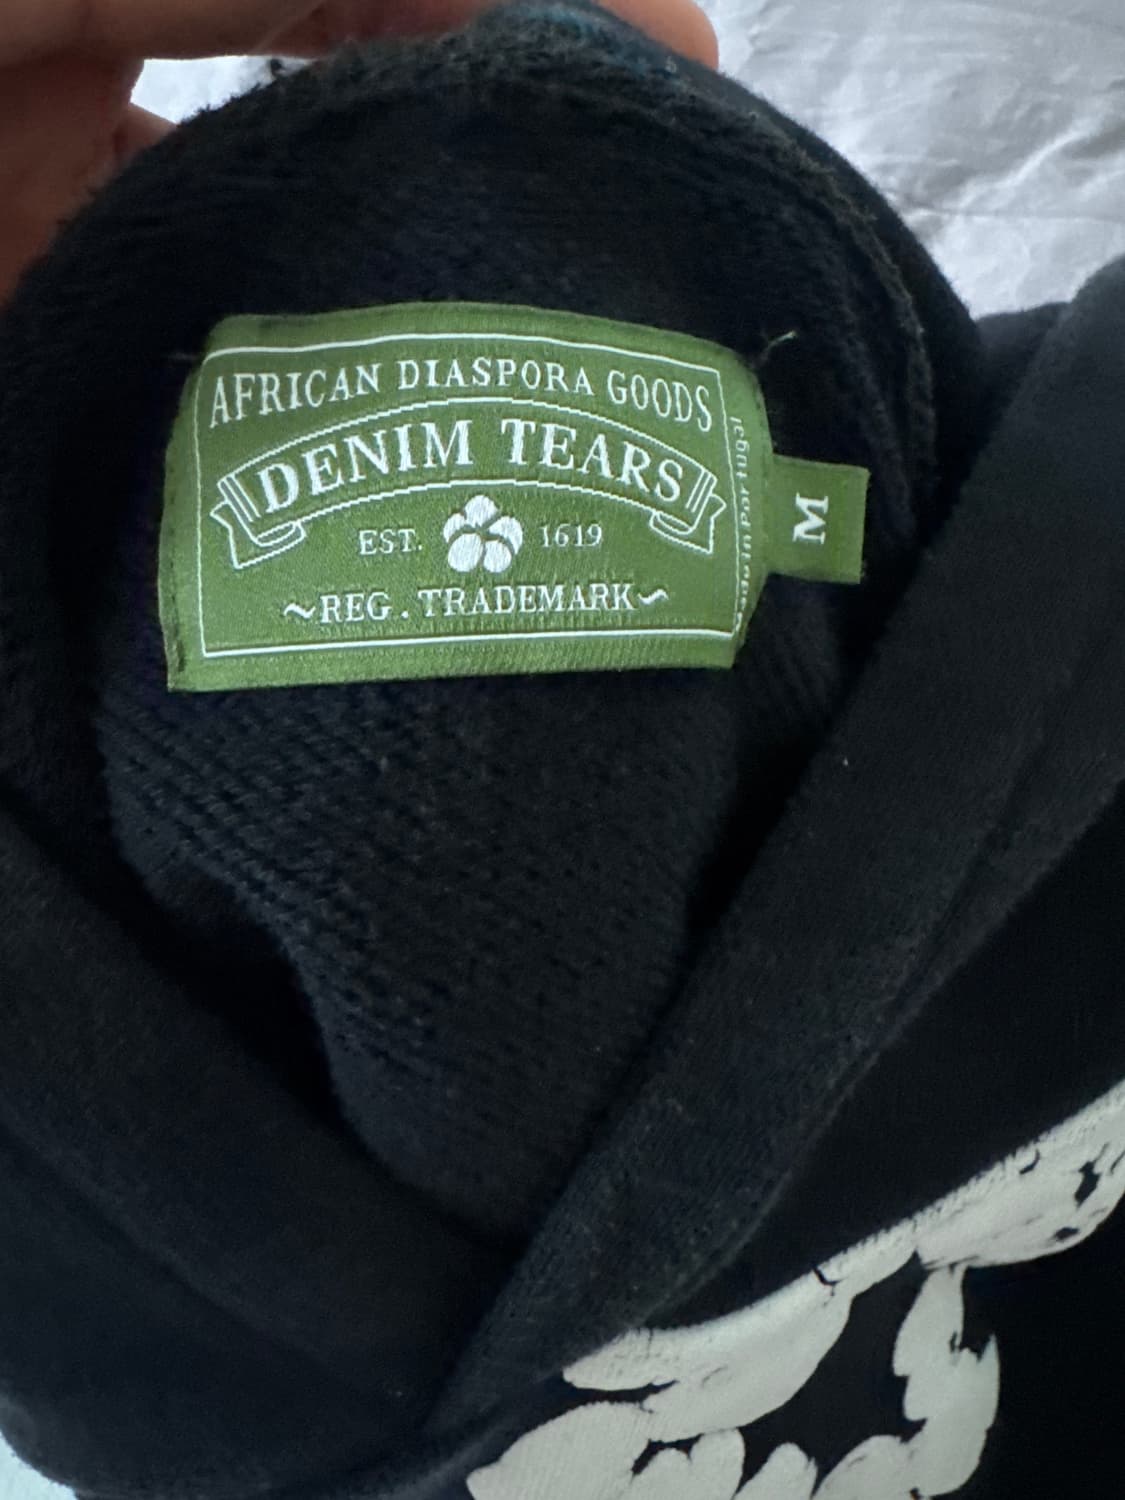 AFRICAN DIASPORA GOODS
DENIM TEARS
EST. 1619
~REG. TRADEMARK~
M